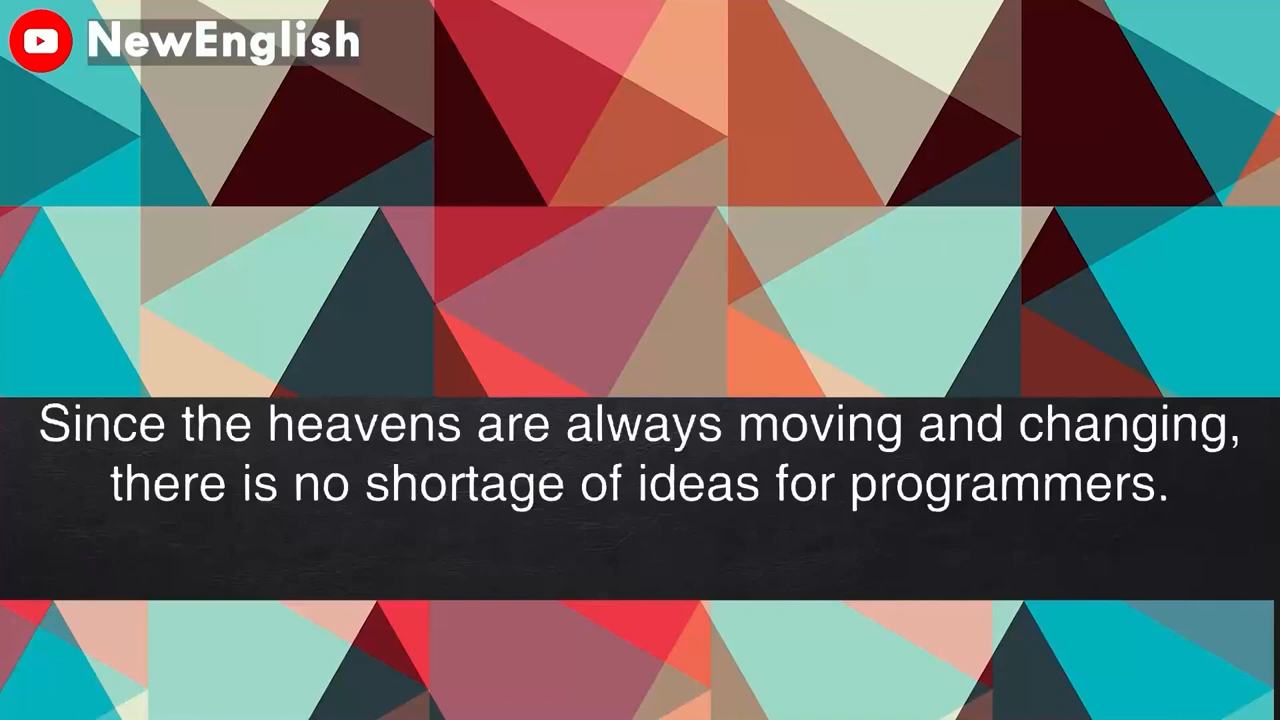 NewEnglish
Since the heavens are always moving and changing,
there is no shortage of ideas for programmers.